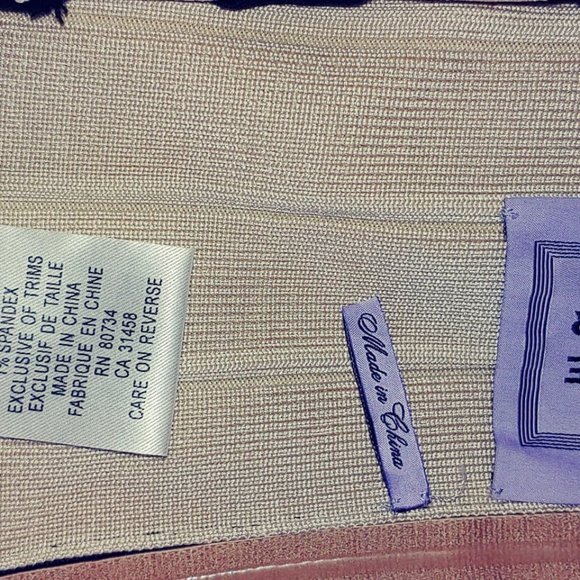 % SPANDEX
EXCLUSIVE OF TRIMS
EXCLUSIF DE TAILLE
MADE IN CHINA
FABRIQUE EN CHINE
RN 80734
CA 31458
CARE ON REVERSE
Made in China